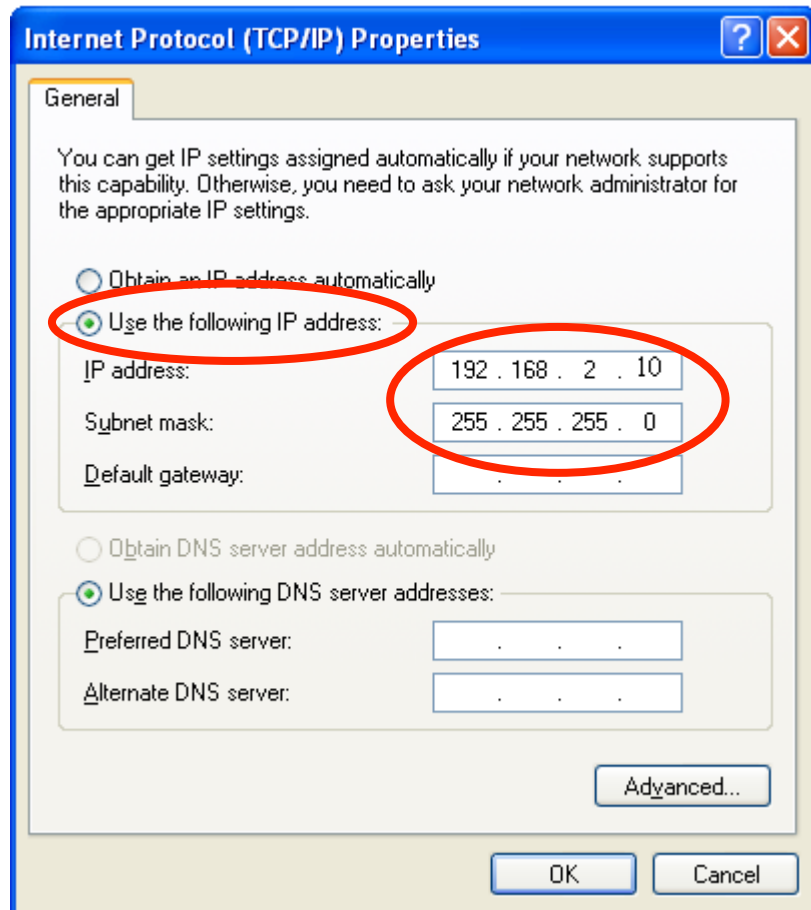 Internet Protocol (TCP/IP) Properties
General
You can get IP settings assigned automatically if your network supports
this capability. Otherwise, you need to ask your network administrator for
the appropriate IP settings.
Obtain an IP address automatically
Use the following IP address:
IP address: 192 . 168 . 2 . 10
Subnet mask: 255 . 255 . 255 . 0
Default gateway: . . .
Obtain DNS server address automatically
Use the following DNS server addresses:
Preferred DNS server: . . .
Alternate DNS server: . . .
Advanced...
OK Cancel